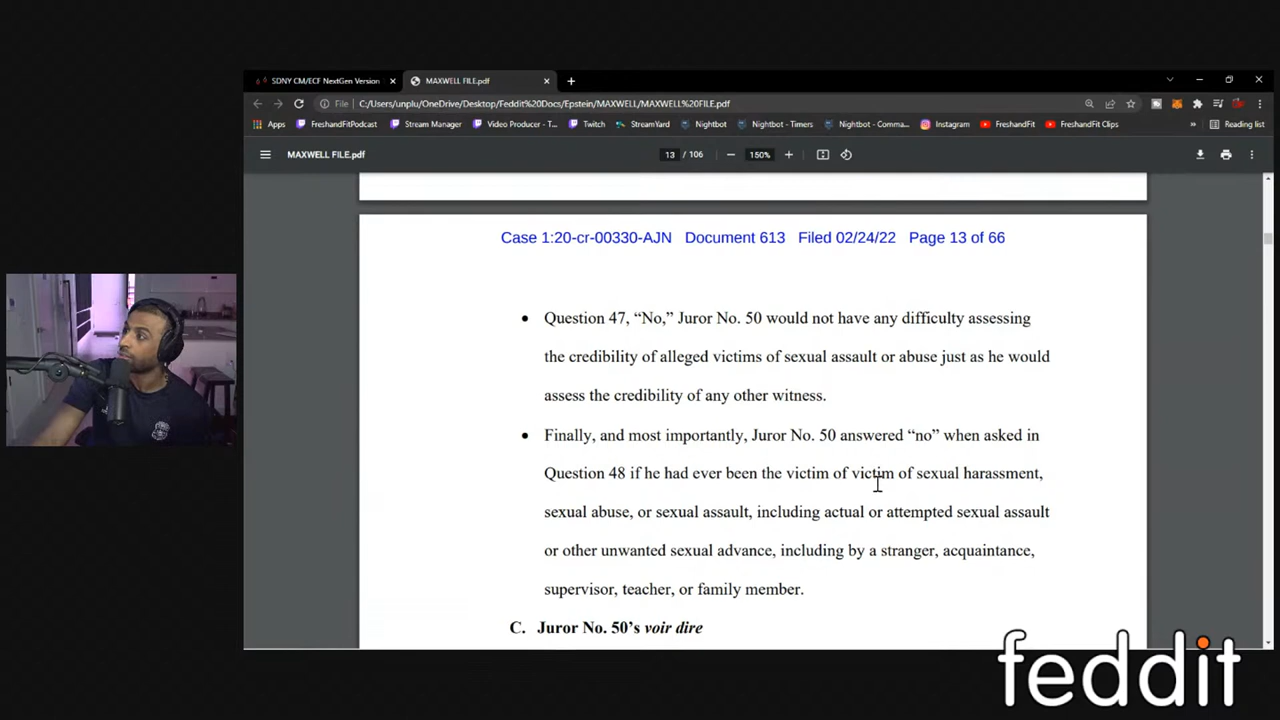 SDNY CM/ECF NextGen Version
MAXWELL FILE.pdf
File C:/Users/unplu/OneDrive/Desktop/Feddit%20Docs/Epstein/MAXWELL/MAXWELL%20FILE.pdf
Apps FreshandFitPodcast Stream Manager Video Producer - T... Twitch StreamYard Nightbot Nightbot - Timers Nightbot - Comma... Instagram FreshandFit FreshandFit Clips » Reading list
MAXWELL FILE.pdf 13 / 106 150%
Case 1:20-cr-00330-AJN Document 613 Filed 02/24/22 Page 13 of 66
• Question 47, “No,” Juror No. 50 would not have any difficulty assessing
the credibility of alleged victims of sexual assault or abuse just as he would
assess the credibility of any other witness.
• Finally, and most importantly, Juror No. 50 answered “no” when asked in
Question 48 if he had ever been the victim of victim of sexual harassment,
sexual abuse, or sexual assault, including actual or attempted sexual assault
or other unwanted sexual advance, including by a stranger, acquaintance,
supervisor, teacher, or family member.
C. Juror No. 50’s voir dire
feddit